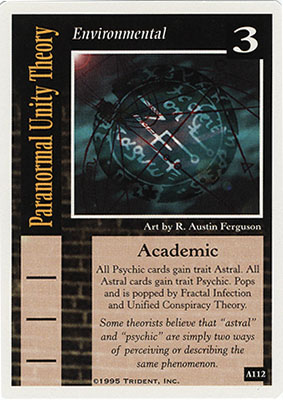 Paranormal Unity Theory
Environmental
3
Art by R. Austin Ferguson
Academic
All Psychic cards gain trait Astral. All
Astral cards gain trait Psychic. Pops
and is popped by Fractal Infection
and Unified Conspiracy Theory.
Some theorists believe that "astral"
and "psychic" are simply two ways
of perceiving or describing the
same phenomenon.
A112
©1995 TRIDENT, INC.